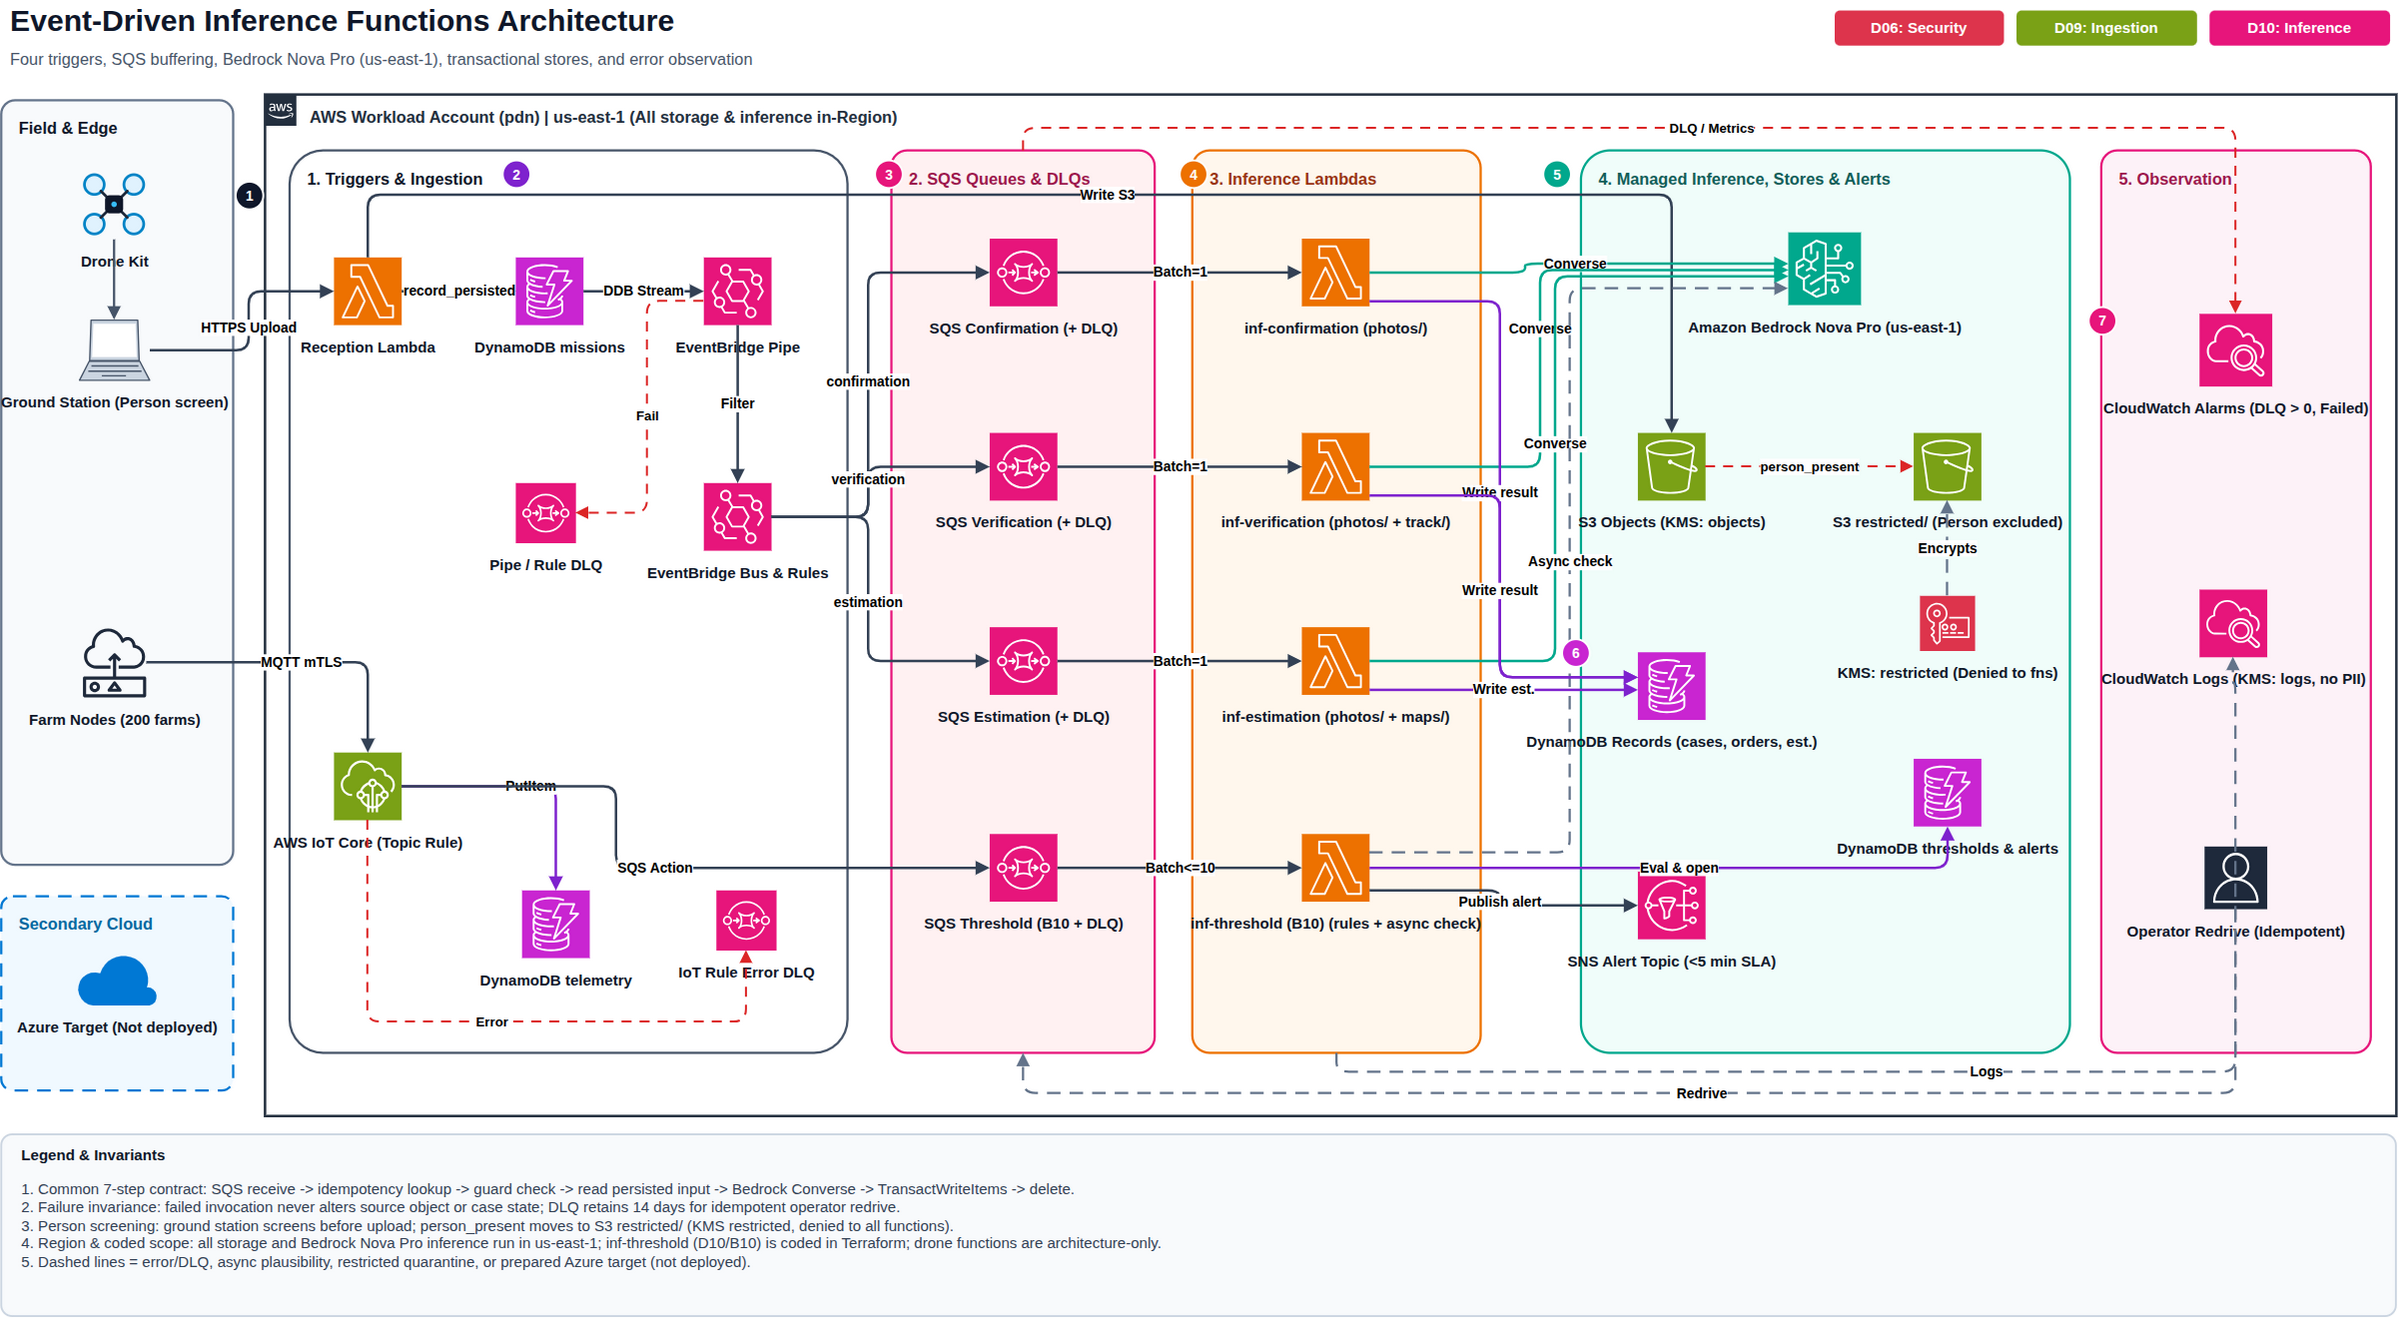 Event-Driven Inference Functions Architecture
Four triggers, SQS buffering, Bedrock Nova Pro (us-east-1), transactional stores, and error observation
D06: Security
D09: Ingestion
D10: Inference
Field & Edge
Drone Kit
Ground Station (Person screen)
Farm Nodes (200 farms)
Secondary Cloud
Azure Target (Not deployed)
1
HTTPS Upload
MQTT mTLS
aws
AWS Workload Account (pdn) | us-east-1 (All storage & inference in-Region)
DLQ / Metrics
1. Triggers & Ingestion
2
Write S3
Reception Lambda
record_persisted
DynamoDB missions
DDB Stream
EventBridge Pipe
Fail
Filter
Pipe / Rule DLQ
EventBridge Bus & Rules
confirmation
verification
estimation
AWS IoT Core (Topic Rule)
PutItem
SQS Action
DynamoDB telemetry
IoT Rule Error DLQ
Error
3
2. SQS Queues & DLQs
SQS Confirmation (+ DLQ)
SQS Verification (+ DLQ)
SQS Estimation (+ DLQ)
SQS Threshold (B10 + DLQ)
Batch=1
Batch=1
Batch=1
Batch<=10
4
3. Inference Lambdas
inf-confirmation (photos/)
inf-verification (photos/ + track/)
inf-estimation (photos/ + maps/)
inf-threshold (B10) (rules + async check)
Converse
Converse
Converse
Write result
Async check
Write result
Write est.
Eval & open
Publish alert
5
4. Managed Inference, Stores & Alerts
Amazon Bedrock Nova Pro (us-east-1)
S3 Objects (KMS: objects)
person_present
S3 restricted/ (Person excluded)
Encrypts
KMS: restricted (Denied to fns)
6
DynamoDB Records (cases, orders, est.)
DynamoDB thresholds & alerts
SNS Alert Topic (<5 min SLA)
5. Observation
7
CloudWatch Alarms (DLQ > 0, Failed)
CloudWatch Logs (KMS: logs, no PII)
Operator Redrive (Idempotent)
Logs
Redrive
Legend & Invariants
1. Common 7-step contract: SQS receive -> idempotency lookup -> guard check -> read persisted input -> Bedrock Converse -> TransactWriteItems -> delete.
2. Failure invariance: failed invocation never alters source object or case state; DLQ retains 14 days for idempotent operator redrive.
3. Person screening: ground station screens before upload; person_present moves to S3 restricted/ (KMS restricted, denied to all functions).
4. Region & coded scope: all storage and Bedrock Nova Pro inference run in us-east-1; inf-threshold (D10/B10) is coded in Terraform; drone functions are architecture-only.
5. Dashed lines = error/DLQ, async plausibility, restricted quarantine, or prepared Azure target (not deployed).